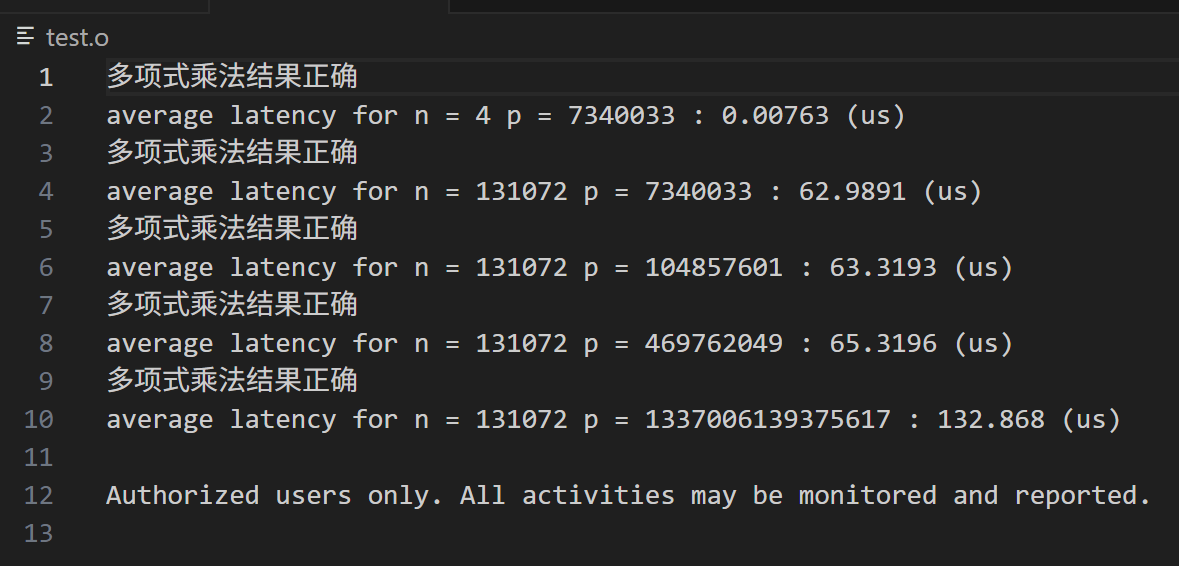 test.o
1 多项式乘法结果正确
2 average latency for n = 4 p = 7340033 : 0.00763 (us)
3 多项式乘法结果正确
4 average latency for n = 131072 p = 7340033 : 62.9891 (us)
5 多项式乘法结果正确
6 average latency for n = 131072 p = 104857601 : 63.3193 (us)
7 多项式乘法结果正确
8 average latency for n = 131072 p = 469762049 : 65.3196 (us)
9 多项式乘法结果正确
10 average latency for n = 131072 p = 1337006139375617 : 132.868 (us)
11
12 Authorized users only. All activities may be monitored and reported.
13